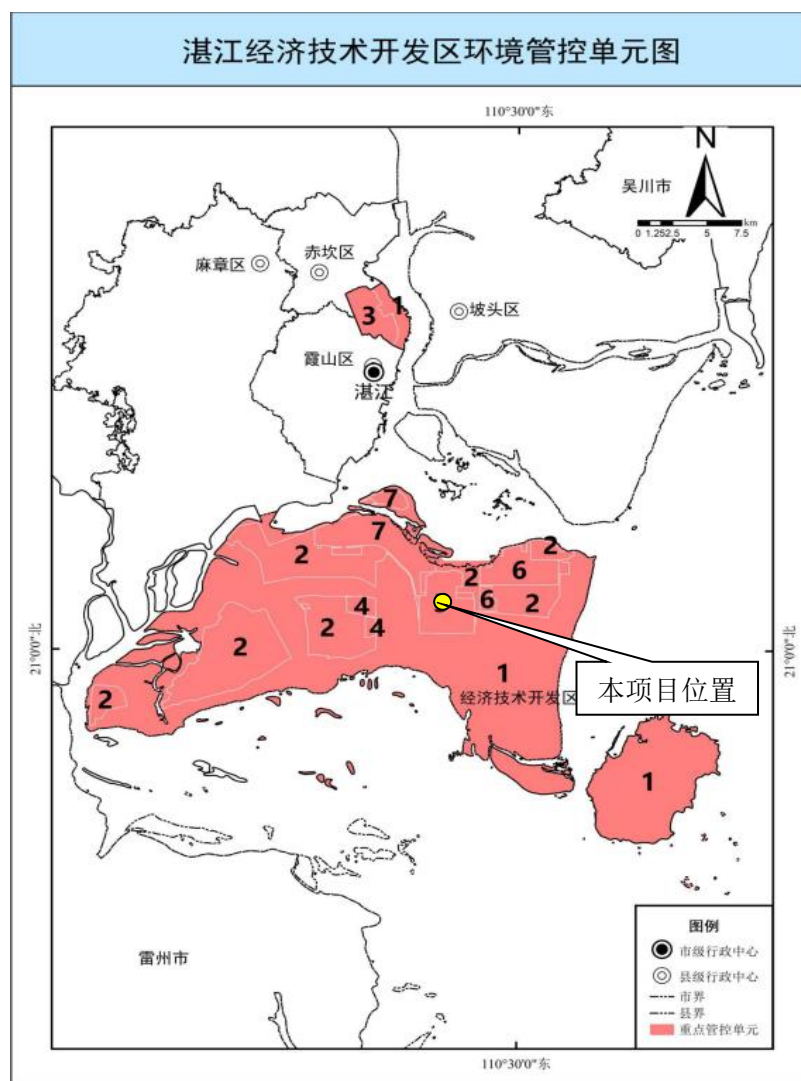 湛江经济技术开发区环境管控单元图
110°30'0"东
N
吴川市
km
0 1.252.5 5 7.5
赤坎区
麻章区
1
3
坡头区
霞山区
湛江
7
7
2
2
2
6
4
6
2
2
4
2
21°0'0"北
21°0'0"北
1
本项目位置
经济技术开发区
2
1
图例
市级行政中心
县级行政中心
市界
县界
重点管控单元
雷州市
110°30'0"东